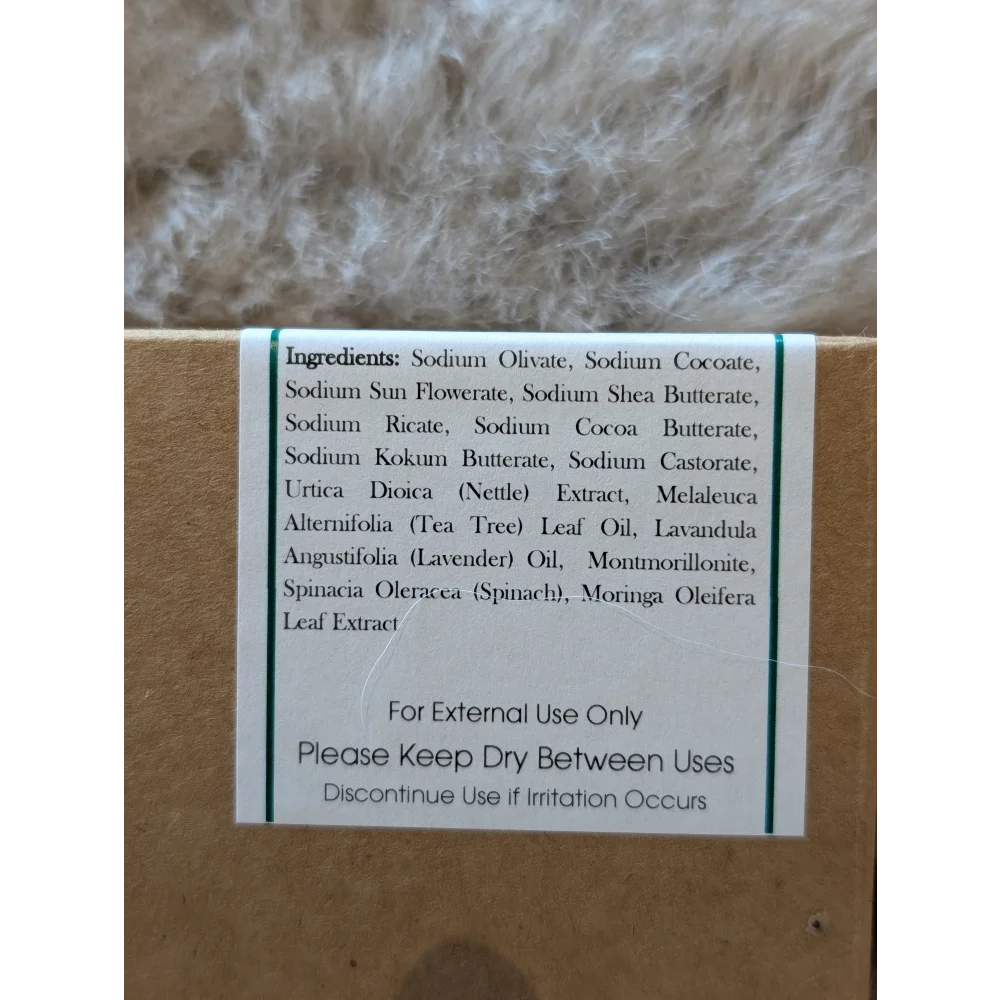 Ingredients: Sodium Olivate, Sodium Cocoate,
Sodium Sun Flowerate, Sodium Shea Butterate,
Sodium Ricate, Sodium Cocoa Butterate,
Sodium Kokum Butterate, Sodium Castorate,
Urtica Dioica (Nettle) Extract, Melaleuca
Alternifolia (Tea Tree) Leaf Oil, Lavandula
Angustifolia (Lavender) Oil, Montmorillonite,
Spinacia Oleracea (Spinach), Moringa Oleifera
Leaf Extract
For External Use Only
Please Keep Dry Between Uses
Discontinue Use if Irritation Occurs